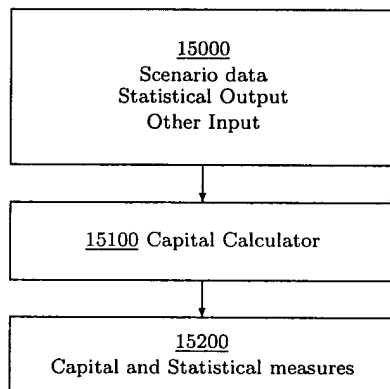 15000
Scenario data
Statistical Output
Other Input
15100 Capital Calculator
15200
Capital and Statistical measures